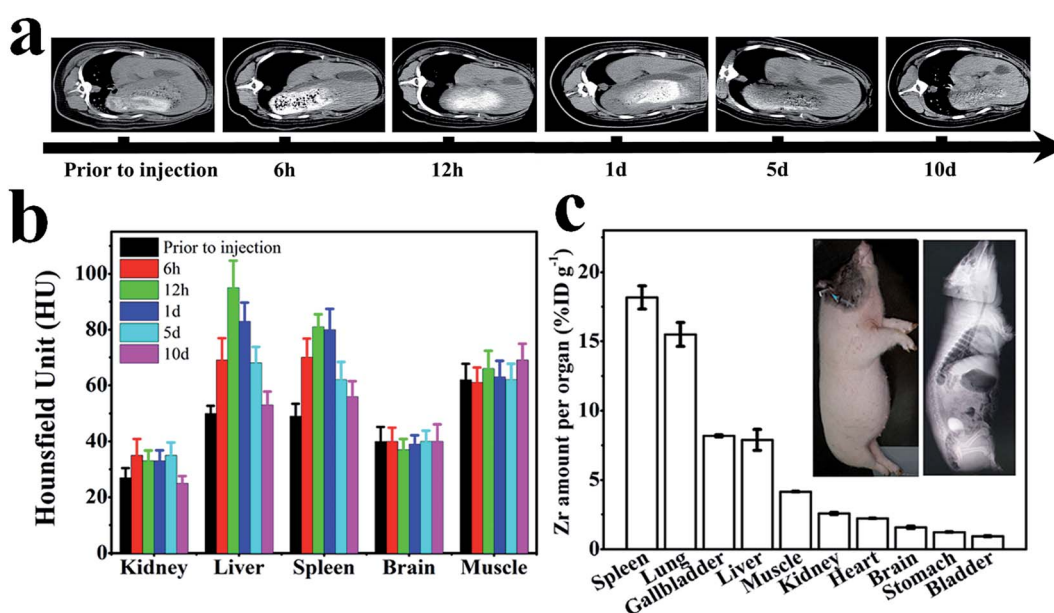 a
Prior to injection 6h 12h 1d 5d 10d
b
Hounsfield Unit (HU)
100
80
60
40
20
0
Prior to injection
6h
12h
1d
5d
10d
Kidney Liver Spleen Brain Muscle
c
Zr amount per organ (%ID g⁻¹)
20
15
10
5
0
Spleen Lung Gallbladder Liver Muscle Kidney Heart Brain Stomach Bladder